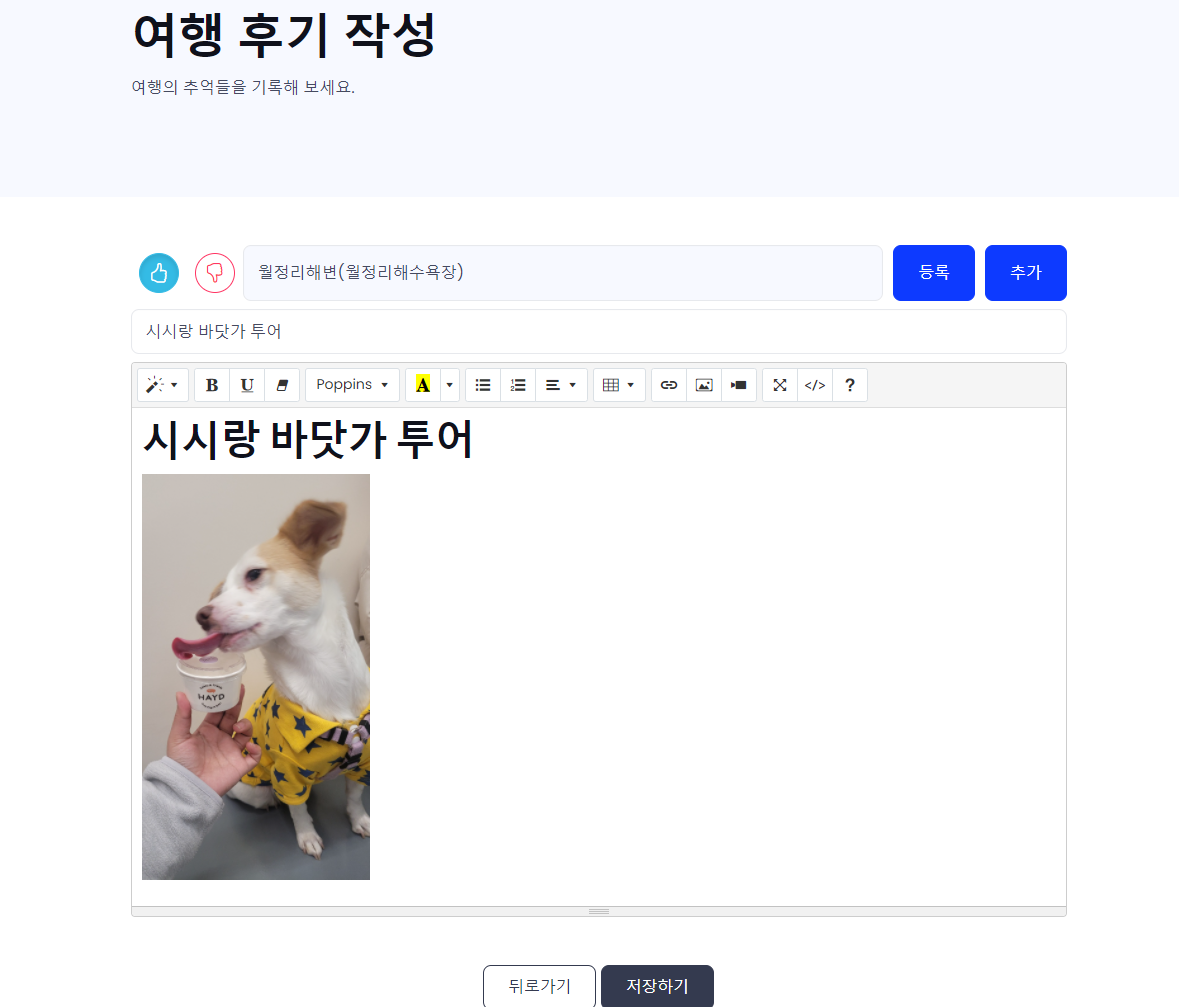 여행 후기 작성
여행의 추억들을 기록해 보세요.
월정리해변(월정리해수욕장) 등록 추가
시시랑 바닷가 투어
B U Poppins A </> ?
시시랑 바닷가 투어
HAYD
뒤로가기 저장하기